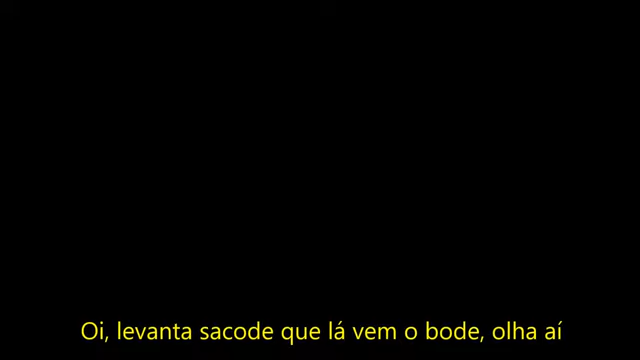 Oi, levanta sacode que lá vem o bode, olha aí